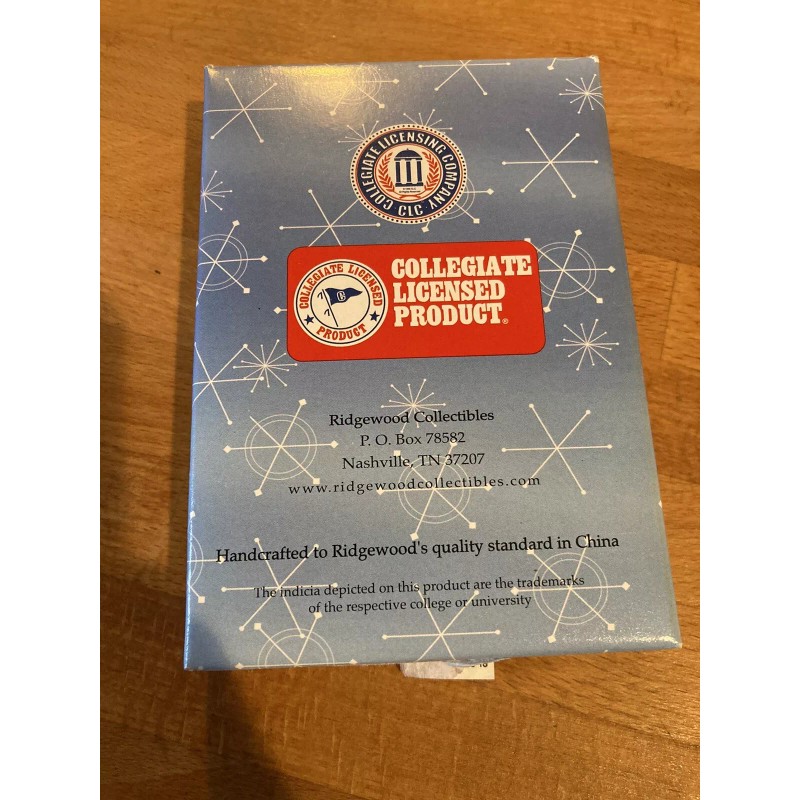 COLLEGIATE LICENSING COMPANY
CLC
COLLEGIATE LICENSED
C
PRODUCT
COLLEGIATE
LICENSED
PRODUCT®
Ridgewood Collectibles
P. O. Box 78582
Nashville, TN 37207
www.ridgewoodcollectibles.com
Handcrafted to Ridgewood's quality standard in China
The indicia depicted on this product are the trademarks
of the respective college or university